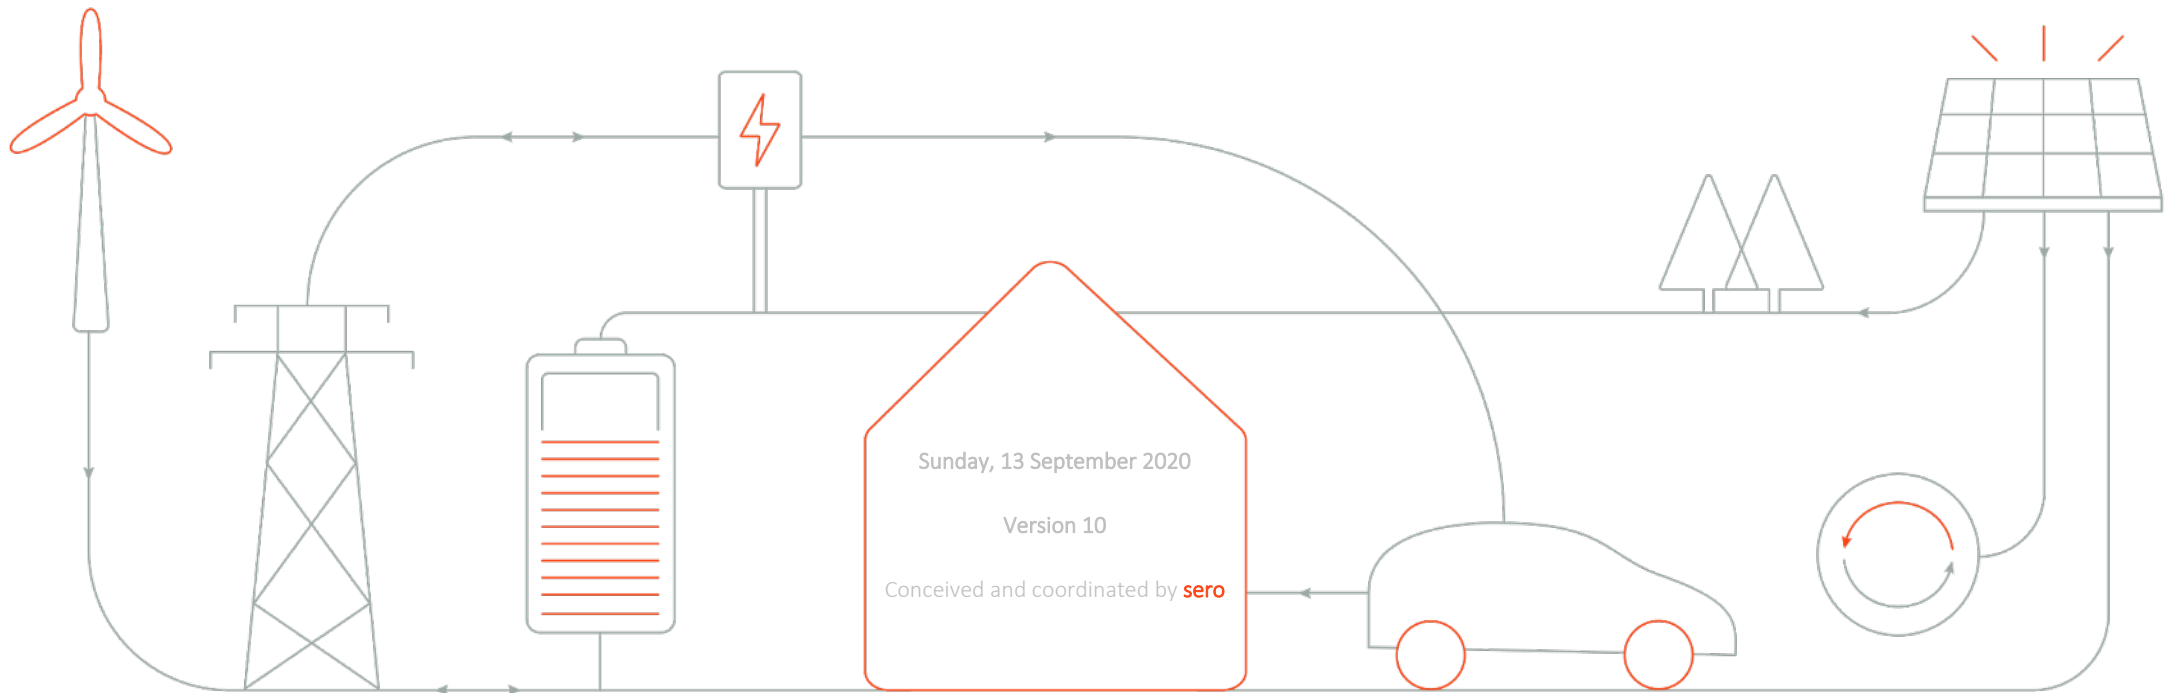 Sunday, 13 September 2020
Version 10
Conceived and coordinated by sero